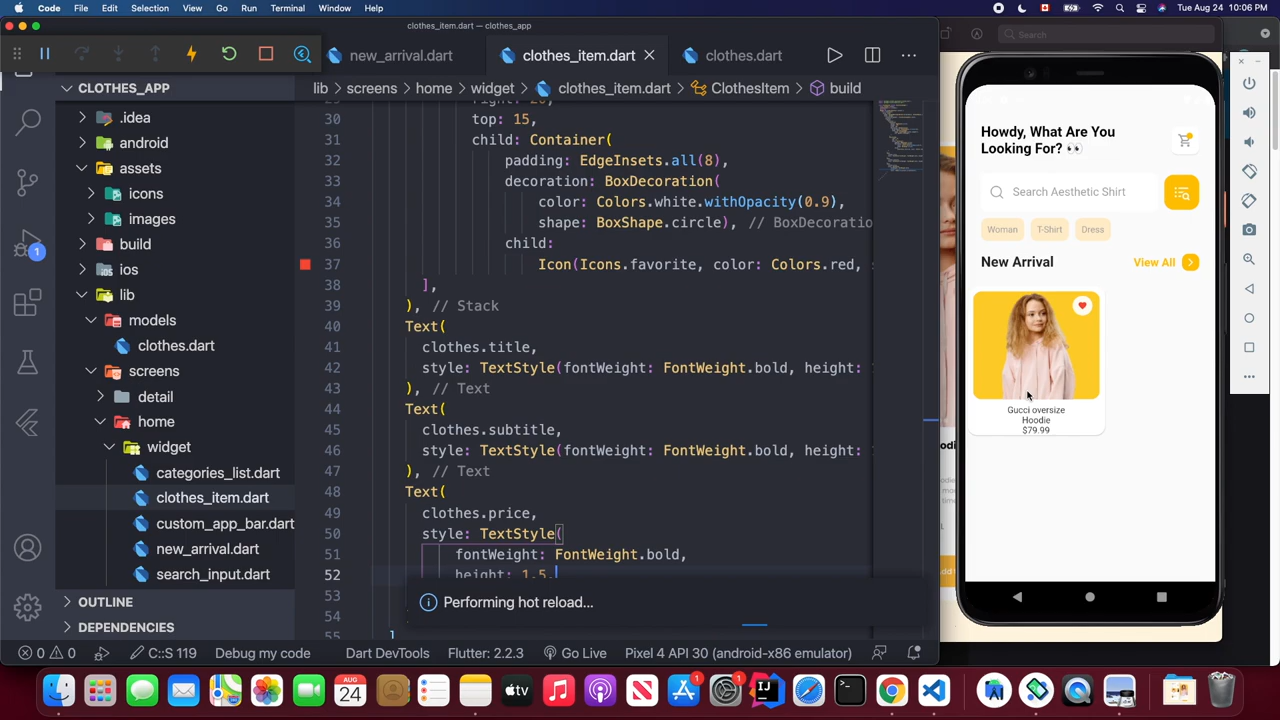 Code File Edit Selection View Go Run Terminal Window Help Tue Aug 24 10:06 PM
clothes_item.dart — clothes_app
Search
new_arrival.dart clothes_item.dart clothes.dart
CLOTHES_APP
lib > screens > home > widget > clothes_item.dart > ClothesItem > build
.idea
android
assets
icons
images
build
ios
lib
models
clothes.dart
screens
detail
home
widget
categories_list.dart
clothes_item.dart
custom_app_bar.dart
new_arrival.dart
search_input.dart
OUTLINE
DEPENDENCIES
1
30 top: 15,
31 child: Container(
32 padding: EdgeInsets.all(8),
33 decoration: BoxDecoration(
34 color: Colors.white.withOpacity(0.9),
35 shape: BoxShape.circle), // BoxDecoratio
36 child:
37 Icon(Icons.favorite, color: Colors.red,
38 ],
39 ), // Stack
40 Text(
41 clothes.title,
42 style: TextStyle(fontWeight: FontWeight.bold, height:
43 ), // Text
44 Text(
45 clothes.subtitle,
46 style: TextStyle(fontWeight: FontWeight.bold, height:
47 ), // Text
48 Text(
49 clothes.price,
50 style: TextStyle(
51 fontWeight: FontWeight.bold,
52 height: 1.5,
53
54
55 ]
Performing hot reload...
0 0 C::S 119 Debug my code Dart DevTools Flutter: 2.2.3 Go Live Pixel 4 API 30 (android-x86 emulator)
Howdy, What Are You
Looking For? 👀
Search Aesthetic Shirt
Woman T-Shirt Dress
New Arrival View All
Gucci oversize
Hoodie
$79.99
AUG
24
tv
1
1
IJ